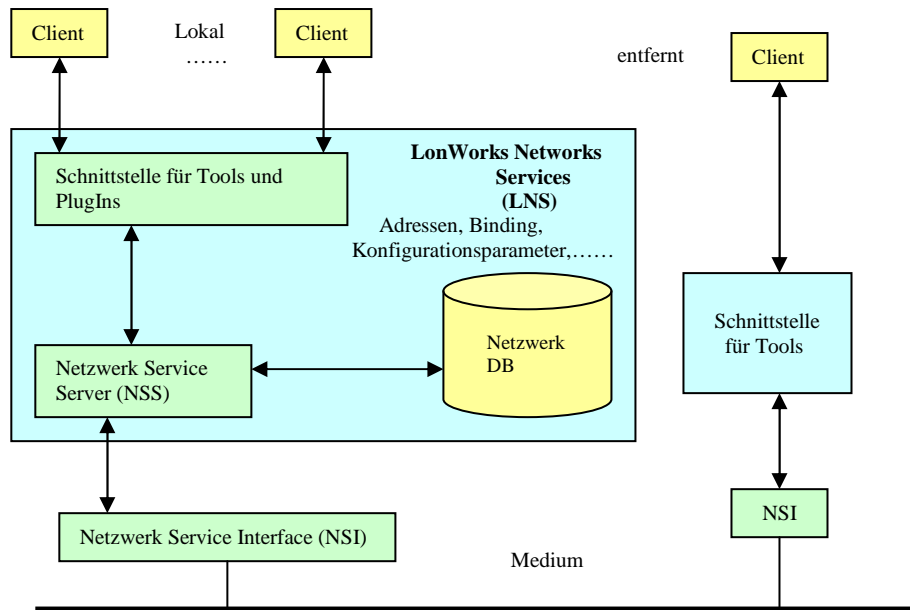 Client
Lokal
......
Client
entfernt
Client
LonWorks Networks
Services
(LNS)
Adressen, Binding,
Konfigurationsparameter,......
Schnittstelle für Tools und
PlugIns
Netzwerk
DB
Netzwerk Service
Server (NSS)
Schnittstelle
für Tools
Netzwerk Service Interface (NSI)
NSI
Medium